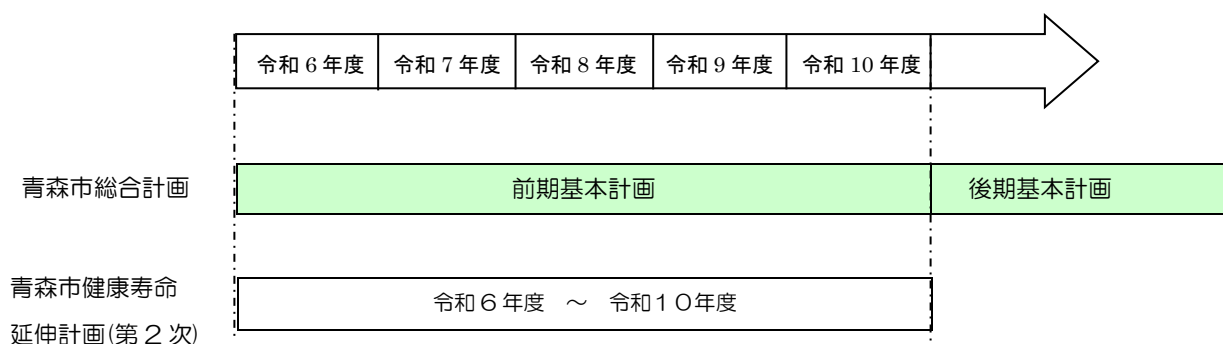 令和 6 年度 令和 7 年度 令和 8 年度 令和 9 年度 令和 10 年度
青森市総合計画 前期基本計画 後期基本計画
青森市健康寿命
延伸計画(第２次)
令和６年度 ～ 令和１０年度